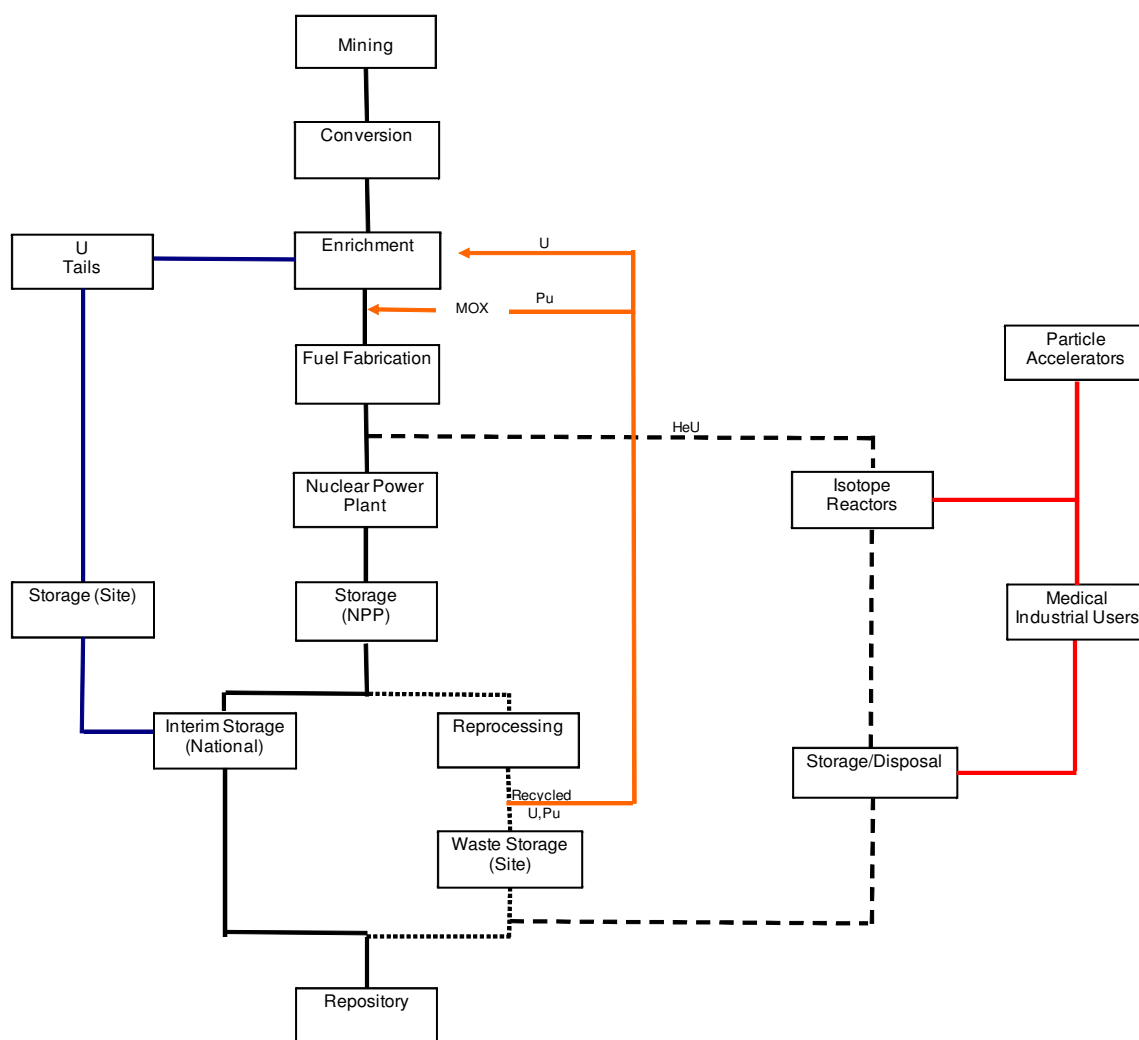 Mining
Conversion
U
Tails
Enrichment
U
MOX
Pu
Fuel Fabrication
Particle
Accelerators
HeU
Nuclear Power
Plant
Isotope
Reactors
Storage (Site)
Storage
(NPP)
Medical
Industrial Users
Interim Storage
(National)
Reprocessing
Storage/Disposal
Recycled
U,Pu
Waste Storage
(Site)
Repository